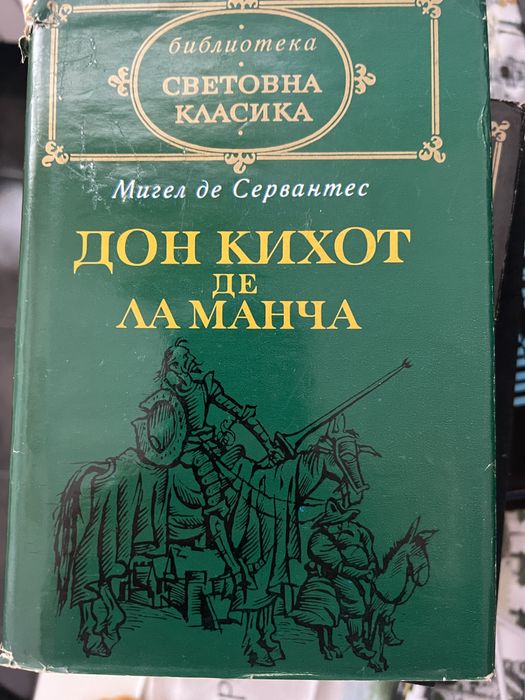 библиотека
СВЕТОВНА
КЛАСИКА
Мигел де Сервантес
ДОН КИХОТ
ДЕ
ЛА МАНЧА